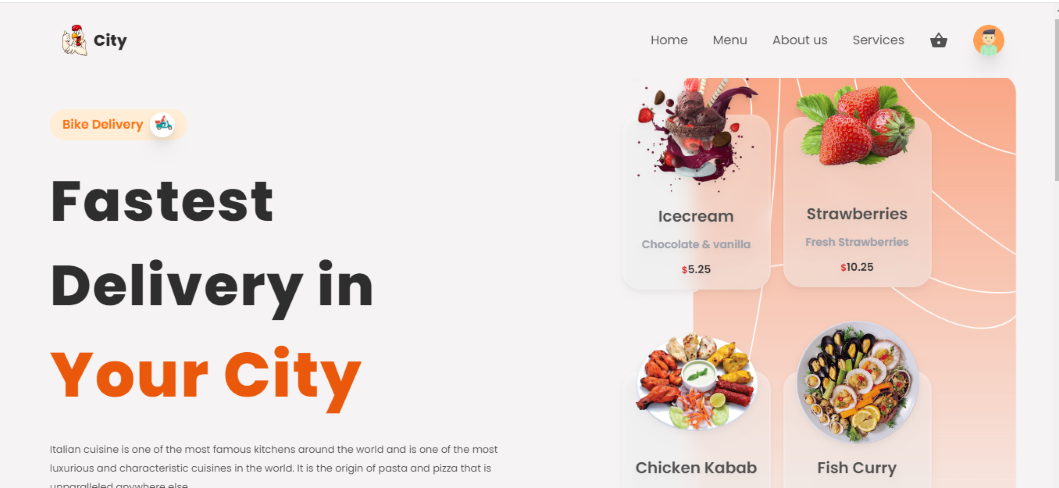 City
Home Menu About us Services
Bike Delivery
Fastest
Delivery in
Your City
Italian cuisine is one of the most famous kitchens around the world and is one of the most
luxurious and characteristic cuisines in the world. It is the origin of pasta and pizza that is
unparalleled anywhere else
Icecream
Chocolate & vanilla
$5.25
Strawberries
Fresh Strawberries
$10.25
Chicken Kabab
Fish Curry